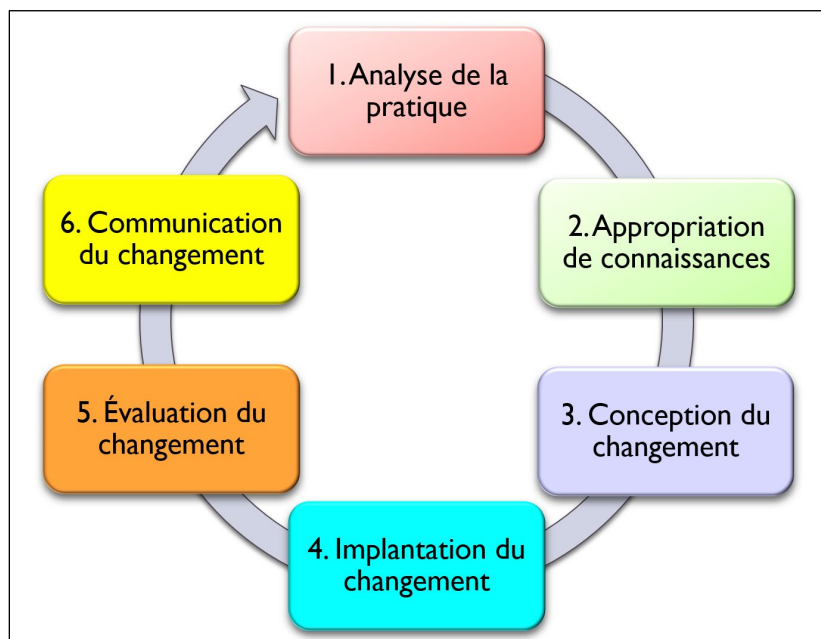 1. Analyse de la
pratique
2. Appropriation
de connaissances
3. Conception du
changement
4. Implantation du
changement
5. Évaluation du
changement
6. Communication
du changement